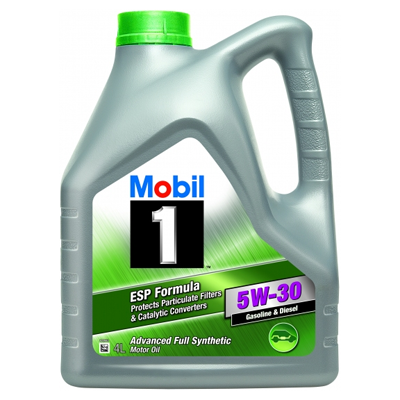 Mobil
1
ESP Formula
Protects Particulate Filters
& Catalytic Converters
5W-30
Gasoline & Diesel
Advanced Full Synthetic
4L Motor Oil